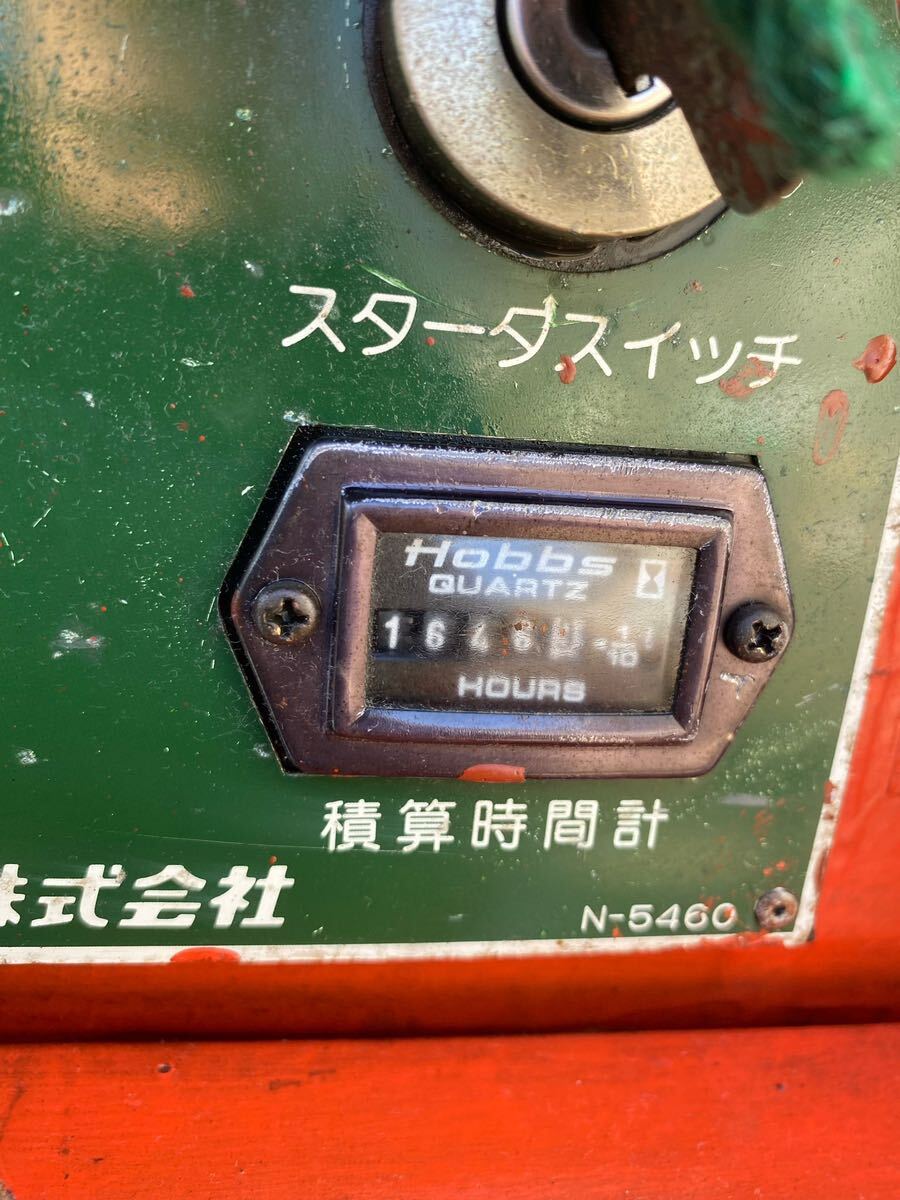 スタータスイッチ
Hobbs
QUARTZ
HOURS
積算時間計
株式会社
N-5460